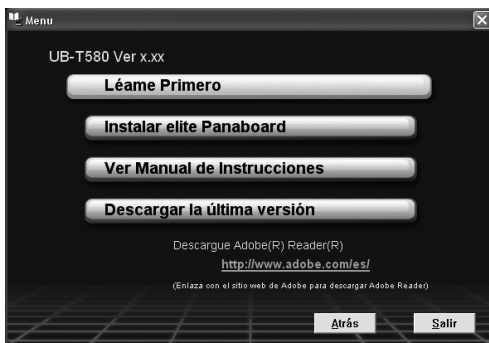 Menu
UB-T580 Ver x.xx
Léame Primero
Instalar elite Panaboard
Ver Manual de Instrucciones
Descargar la última versión
Descargue Adobe(R) Reader(R)
http://www.adobe.com/es/
(Enlaza con el sitio web de Adobe para descargar Adobe Reader)
Atrás Salir